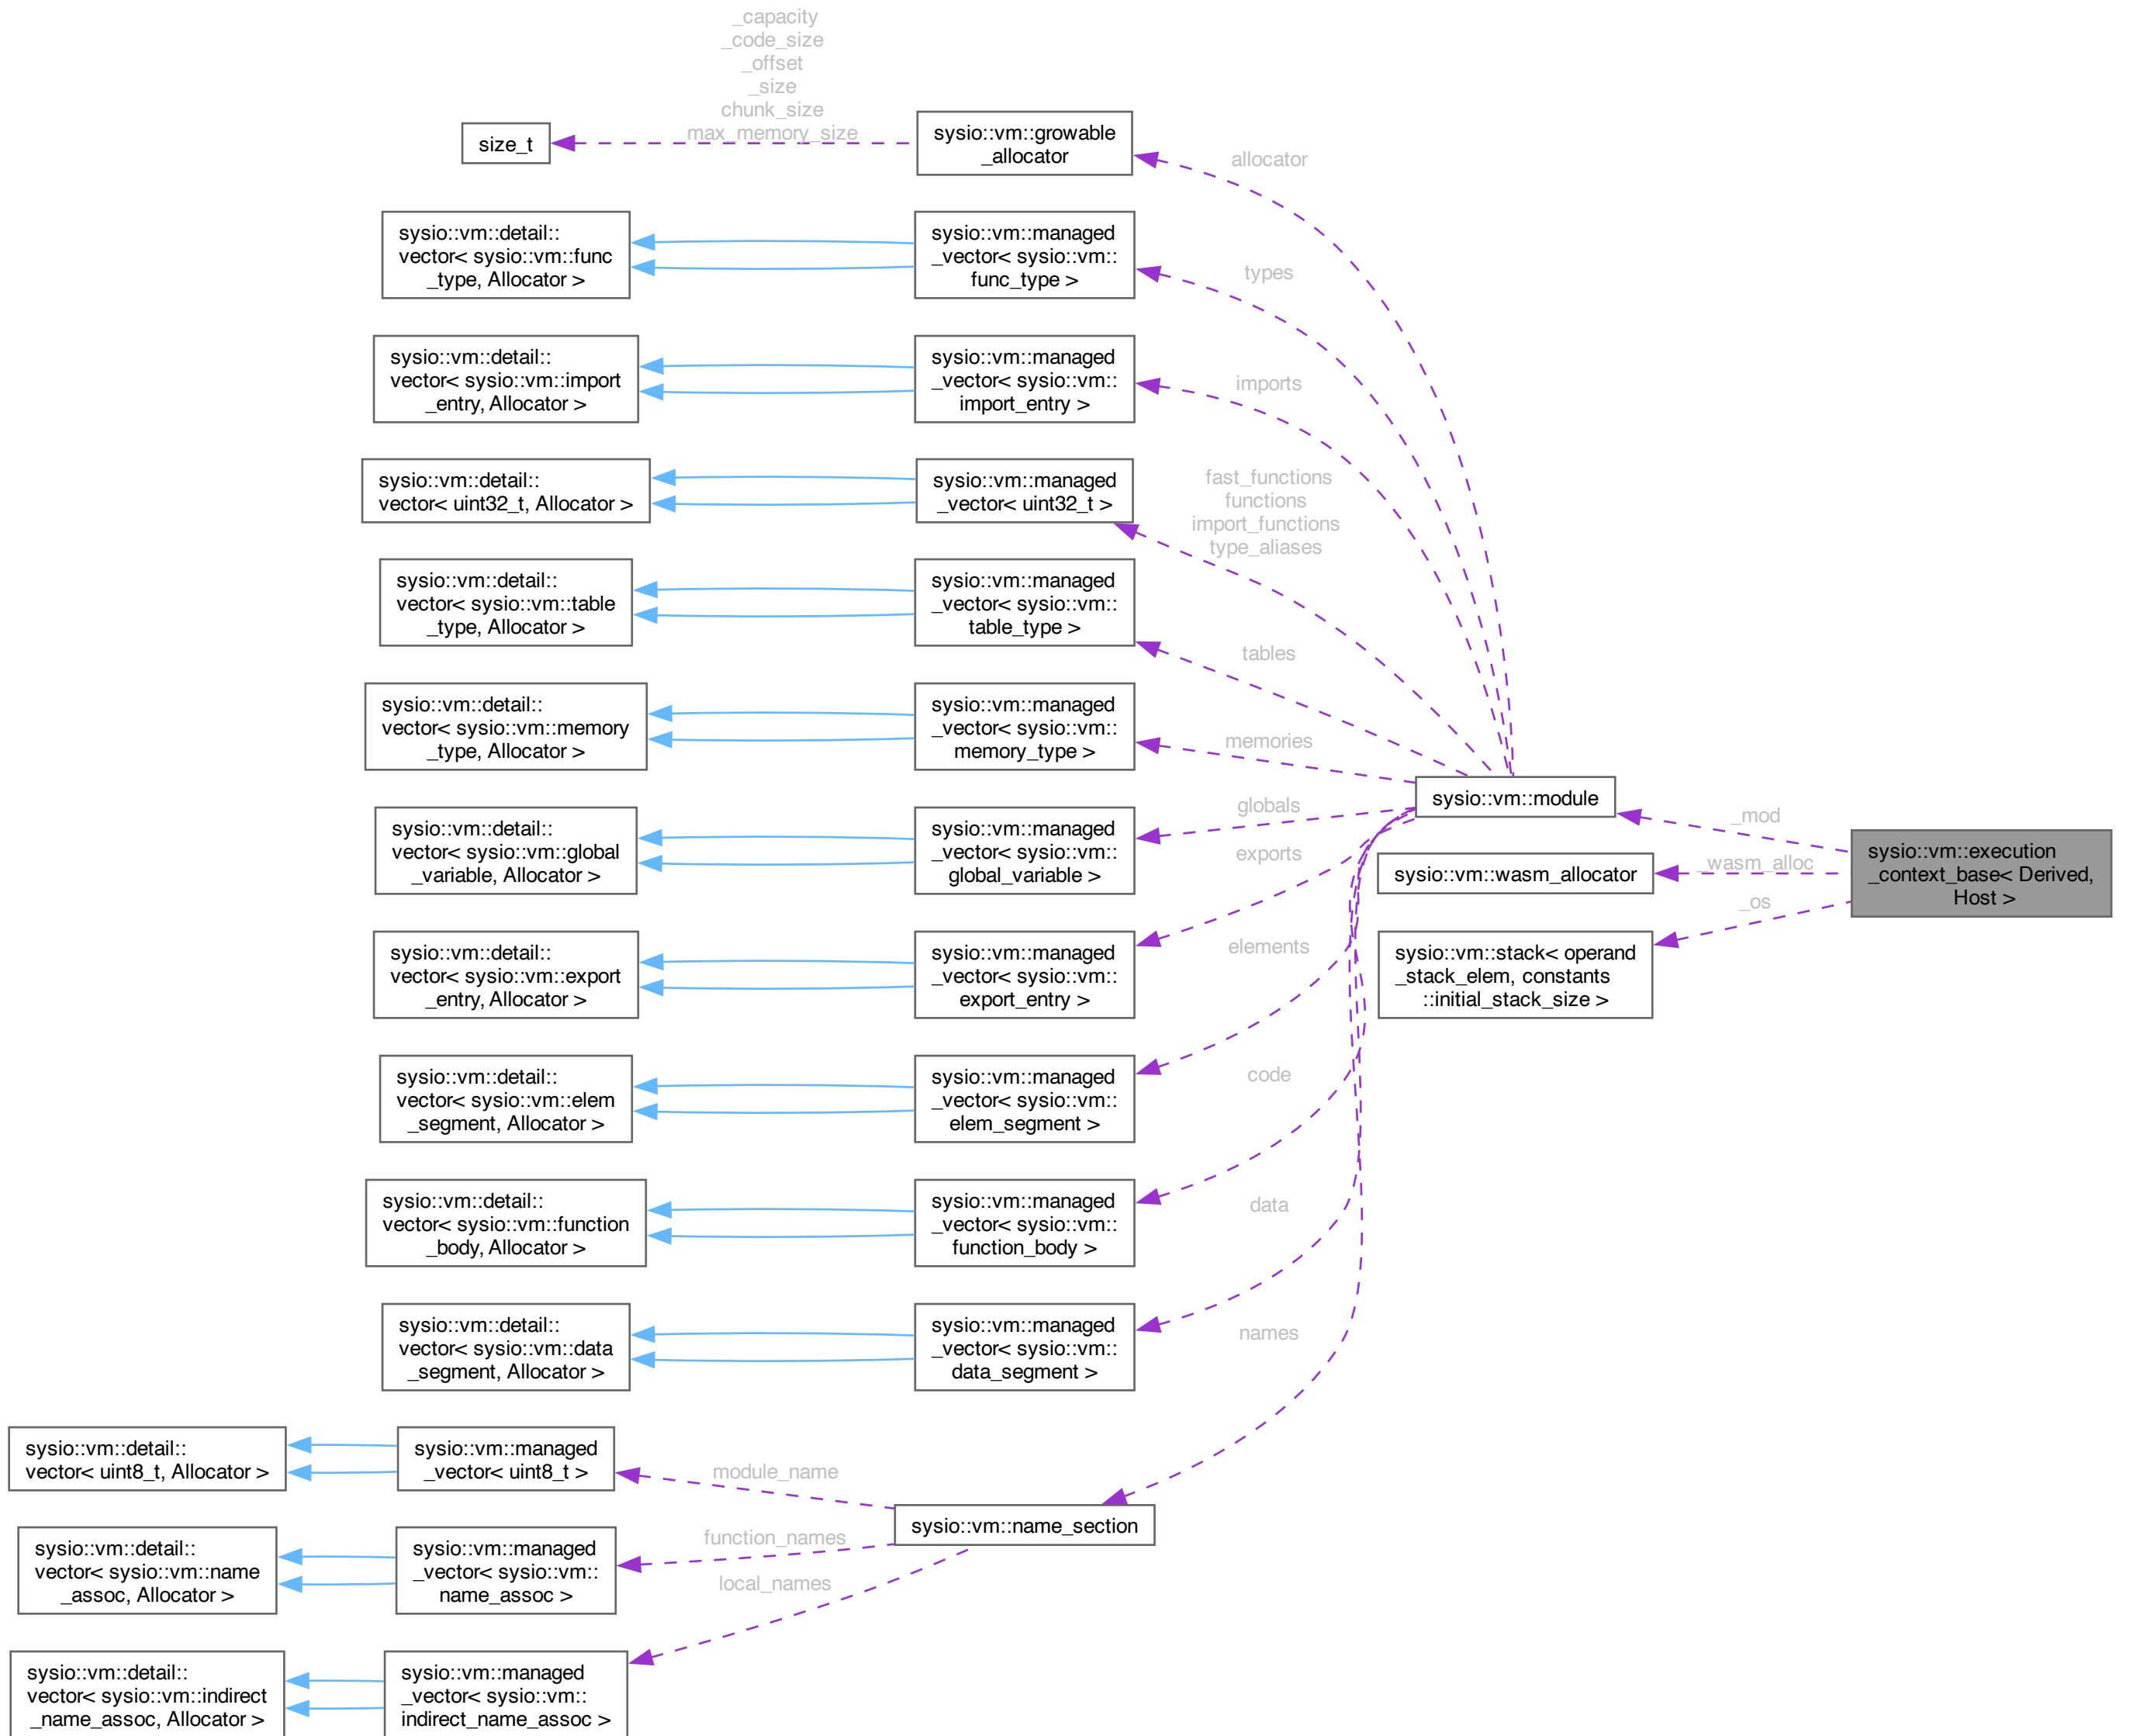 _capacity
_code_size
_offset
_size
chunk_size
max_memory_size
size_t
sysio::vm::growable
_allocator
allocator
sysio::vm::detail::
vector< sysio::vm::func
_type, Allocator >
sysio::vm::managed
_vector< sysio::vm::
func_type >
types
sysio::vm::detail::
vector< sysio::vm::import
_entry, Allocator >
sysio::vm::managed
_vector< sysio::vm::
import_entry >
imports
sysio::vm::detail::
vector< uint32_t, Allocator >
sysio::vm::managed
_vector< uint32_t >
fast_functions
functions
import_functions
type_aliases
sysio::vm::detail::
vector< sysio::vm::table
_type, Allocator >
sysio::vm::managed
_vector< sysio::vm::
table_type >
tables
sysio::vm::detail::
vector< sysio::vm::memory
_type, Allocator >
sysio::vm::managed
_vector< sysio::vm::
memory_type >
memories
sysio::vm::module
_mod
sysio::vm::detail::
vector< sysio::vm::global
_variable, Allocator >
sysio::vm::managed
_vector< sysio::vm::
global_variable >
globals
exports
sysio::vm::wasm_allocator
_wasm_alloc
sysio::vm::execution
_context_base< Derived,
Host >
_os
sysio::vm::detail::
vector< sysio::vm::export
_entry, Allocator >
sysio::vm::managed
_vector< sysio::vm::
export_entry >
elements
sysio::vm::stack< operand
_stack_elem, constants
::initial_stack_size >
sysio::vm::detail::
vector< sysio::vm::elem
_segment, Allocator >
sysio::vm::managed
_vector< sysio::vm::
elem_segment >
code
sysio::vm::detail::
vector< sysio::vm::function
_body, Allocator >
sysio::vm::managed
_vector< sysio::vm::
function_body >
data
sysio::vm::detail::
vector< sysio::vm::data
_segment, Allocator >
sysio::vm::managed
_vector< sysio::vm::
data_segment >
names
sysio::vm::detail::
vector< uint8_t, Allocator >
sysio::vm::managed
_vector< uint8_t >
module_name
sysio::vm::name_section
sysio::vm::detail::
vector< sysio::vm::name
_assoc, Allocator >
sysio::vm::managed
_vector< sysio::vm::
name_assoc >
function_names
local_names
sysio::vm::detail::
vector< sysio::vm::indirect
_name_assoc, Allocator >
sysio::vm::managed
_vector< sysio::vm::
indirect_name_assoc >